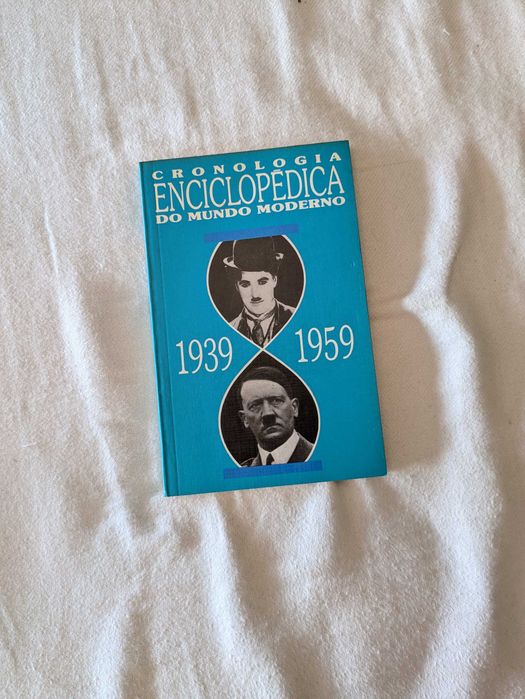 CRONOLOGIA
ENCICLOPÉDICA
DO MUNDO MODERNO
1939 1959